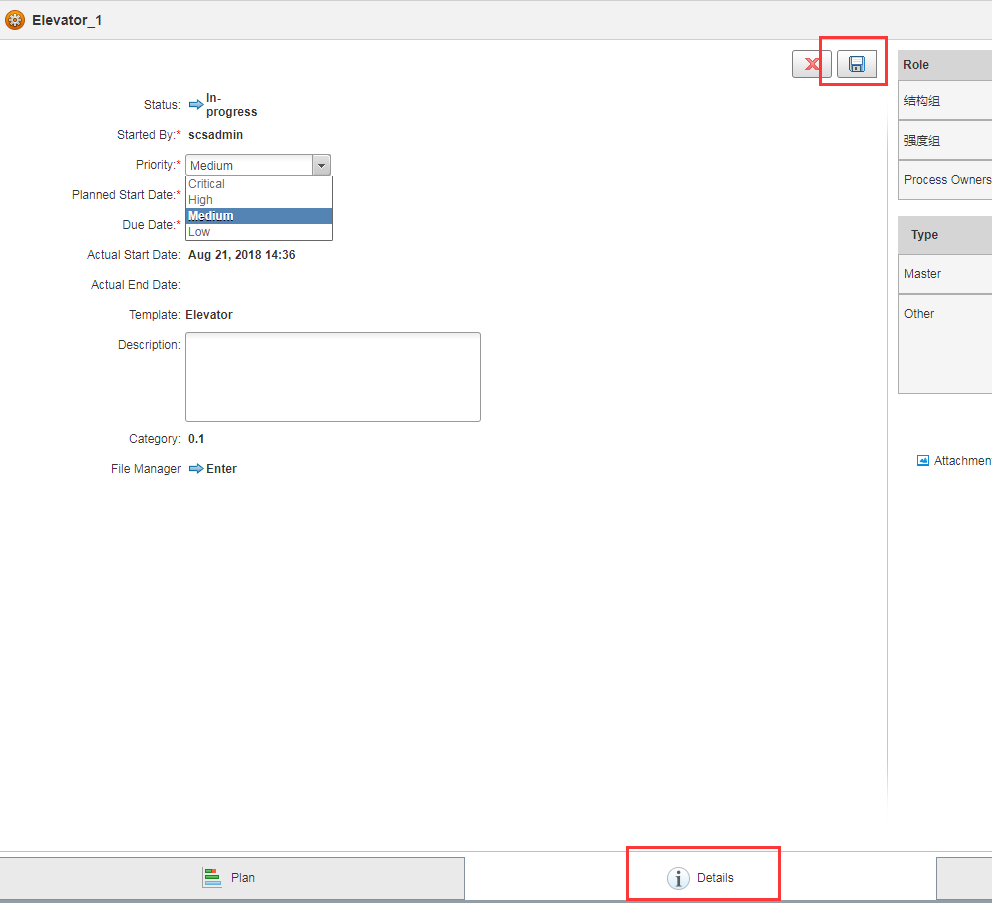 Elevator_1
Status: In-
progress
Started By:* scsadmin
Priority:* Medium
Critical
High
Medium
Low
Planned Start Date:*
Due Date:*
Actual Start Date: Aug 21, 2018 14:36
Actual End Date:
Template: Elevator
Description:
Category: 0.1
File Manager Enter
Role
结构组
强度组
Process Owners
Type
Master
Other
Attachmen
Plan
Details